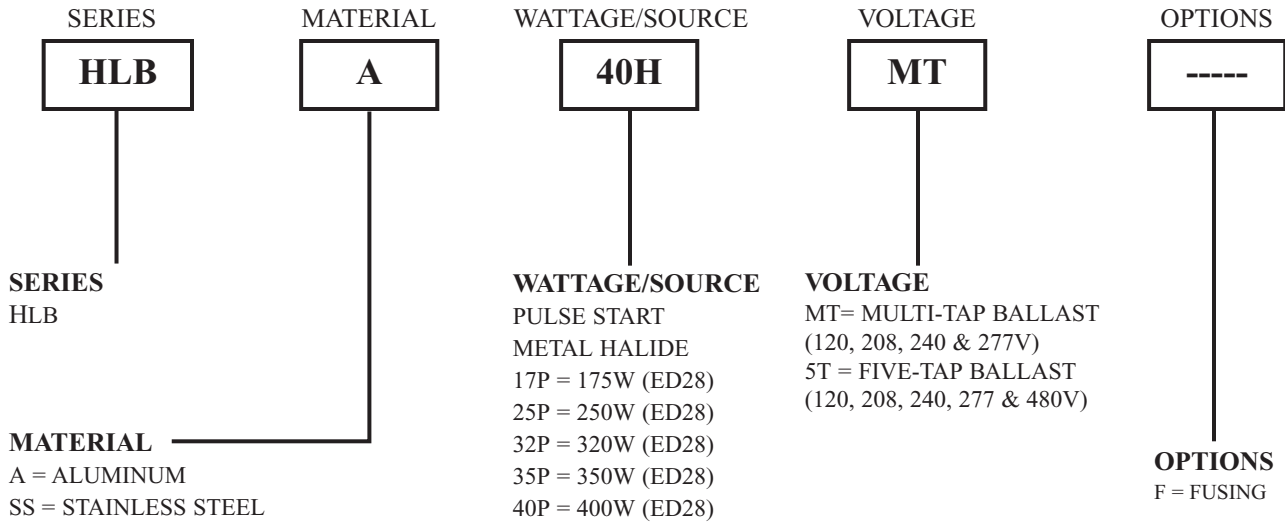 SERIES
MATERIAL
WATTAGE/SOURCE
VOLTAGE
OPTIONS
HLB
A
40H
MT
-----
SERIES
HLB
MATERIAL
A = ALUMINUM
SS = STAINLESS STEEL
WATTAGE/SOURCE
PULSE START
METAL HALIDE
17P = 175W (ED28)
25P = 250W (ED28)
32P = 320W (ED28)
35P = 350W (ED28)
40P = 400W (ED28)
VOLTAGE
MT= MULTI-TAP BALLAST
(120, 208, 240 & 277V)
5T = FIVE-TAP BALLAST
(120, 208, 240, 277 & 480V)
OPTIONS
F = FUSING